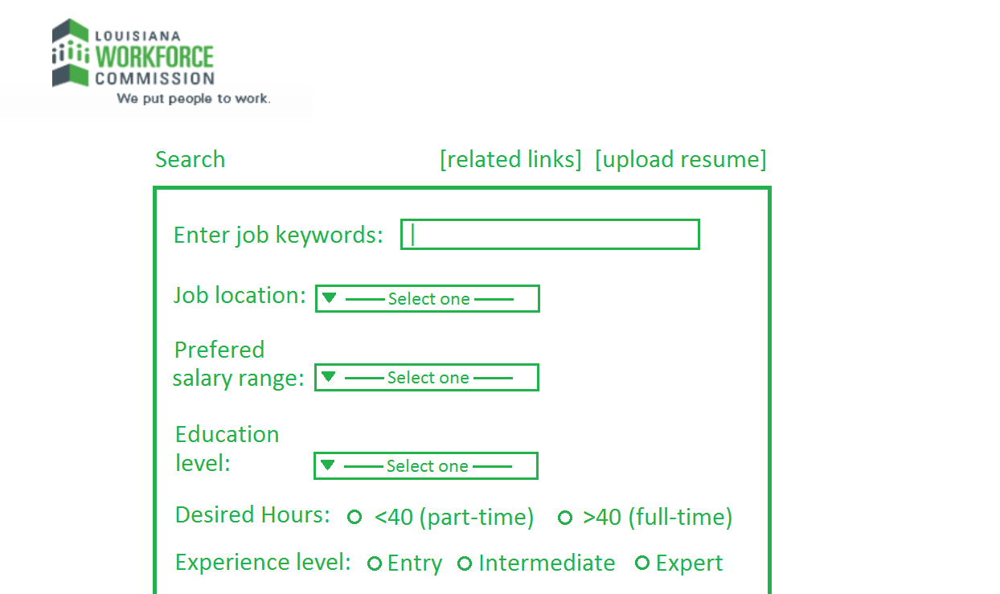 LOUISIANA
WORKFORCE
COMMISSION
We put people to work.
Search [related links] [upload resume]
Enter job keywords:
Job location: Select one
Prefered
salary range: Select one
Education
level: Select one
Desired Hours: <40 (part-time) >40 (full-time)
Experience level: Entry Intermediate Expert